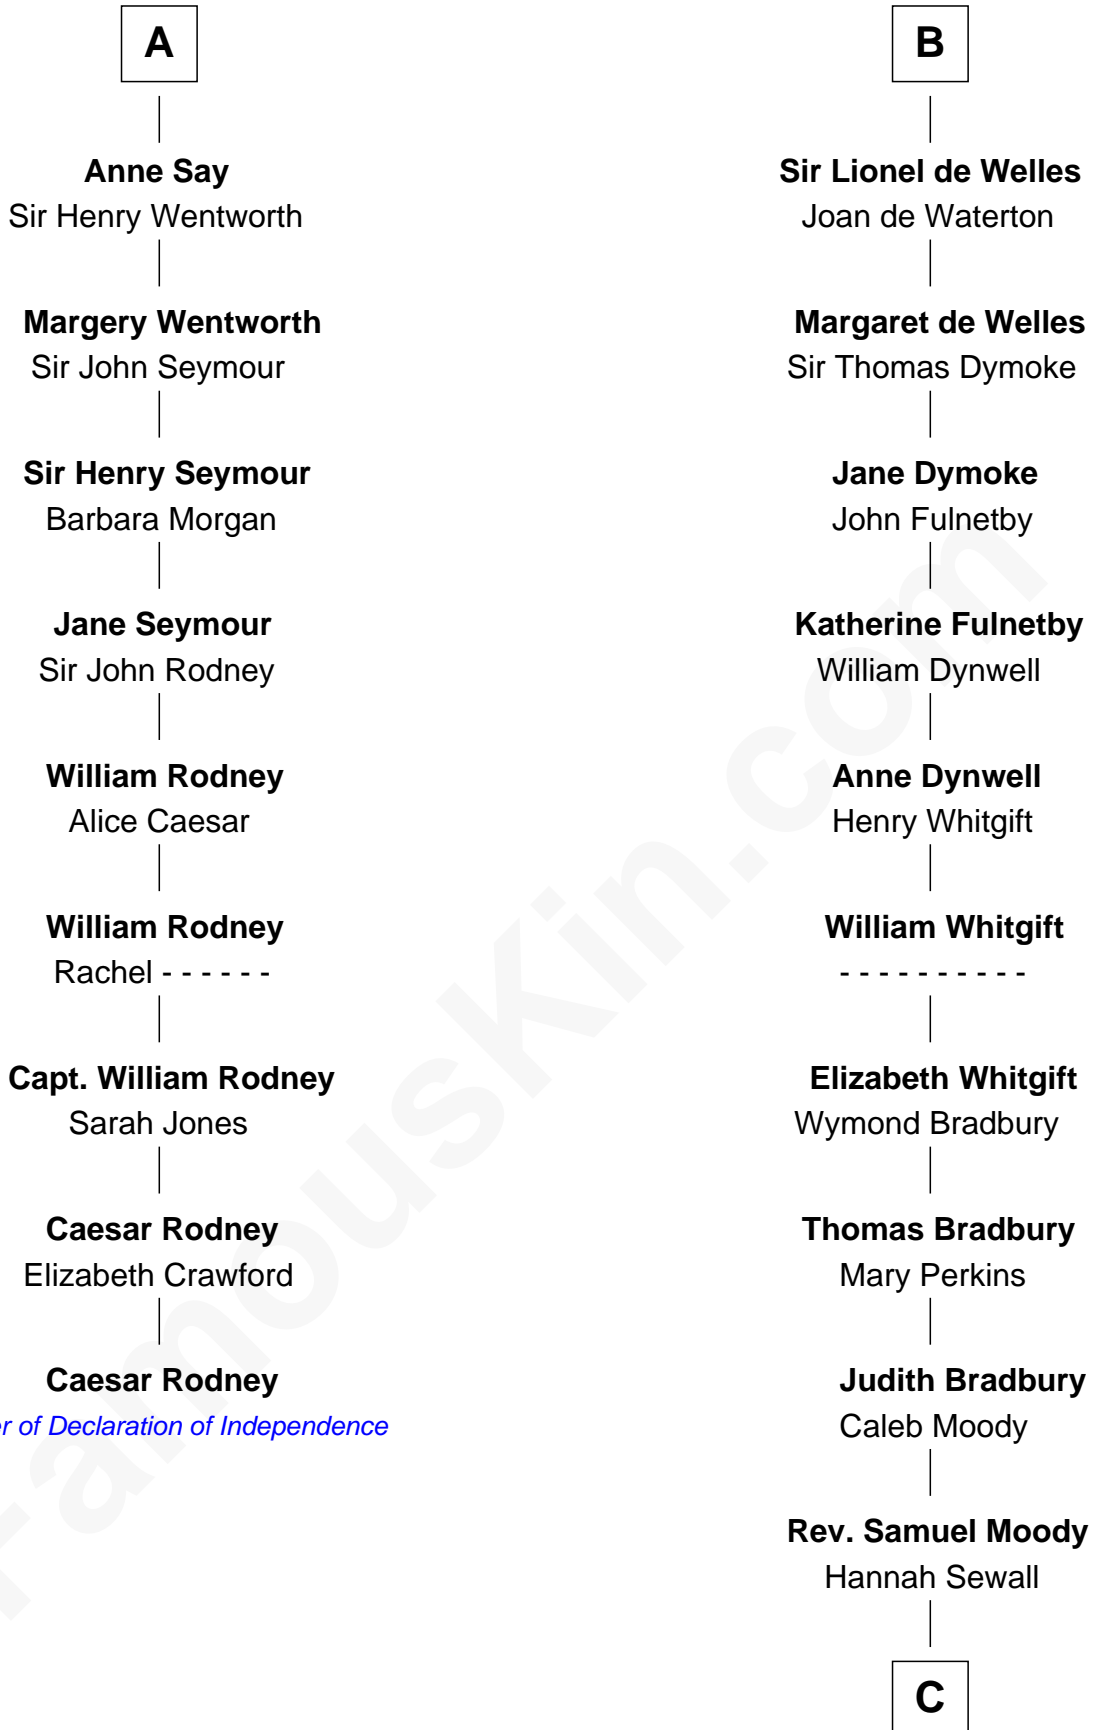 A
Anne Say
Sir Henry Wentworth
Margery Wentworth
Sir John Seymour
Sir Henry Seymour
Barbara Morgan
Jane Seymour
Sir John Rodney
William Rodney
Alice Caesar
William Rodney
Rachel - - - - - -
Capt. William Rodney
Sarah Jones
Caesar Rodney
Elizabeth Crawford
Caesar Rodney
of Declaration of Independence
B
Sir Lionel de Welles
Joan de Waterton
Margaret de Welles
Sir Thomas Dymoke
Jane Dymoke
John Fulnetby
Katherine Fulnetby
William Dynwell
Anne Dynwell
Henry Whitgift
William Whitgift
- - - - - - - - - -
Elizabeth Whitgift
Wymond Bradbury
Thomas Bradbury
Mary Perkins
Judith Bradbury
Caleb Moody
Rev. Samuel Moody
Hannah Sewall
C
FamousKin.com